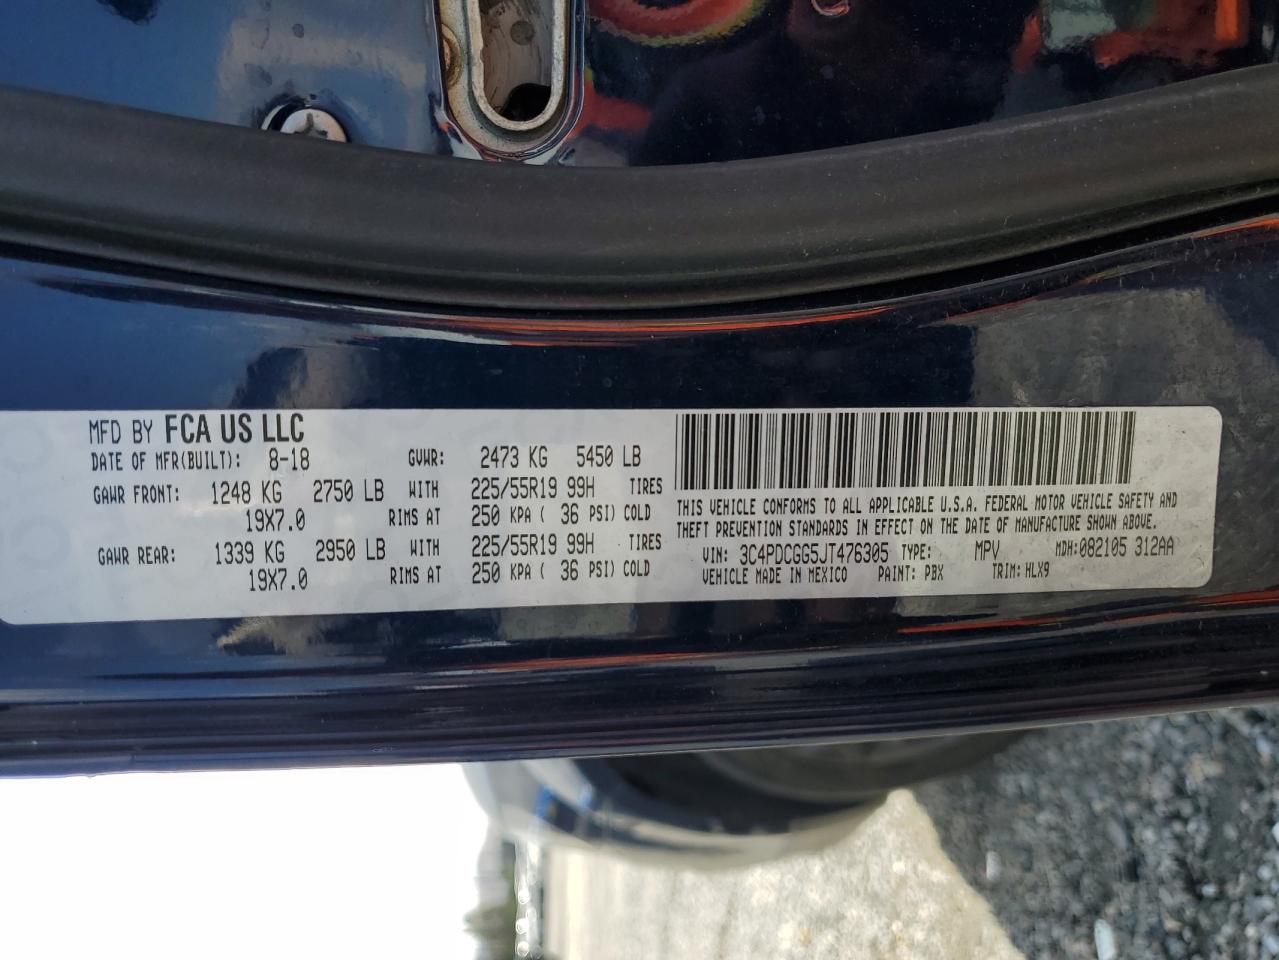 MFD BY FCA US LLC
DATE OF MFR(BUILT): 8-18 GVWR: 2473 KG 5450 LB
GAWR FRONT: 1248 KG 2750 LB WITH 225/55R19 99H TIRES
19X7.0 RIMS AT 250 KPA ( 36 PSI) COLD
GAWR REAR: 1339 KG 2950 LB WITH 225/55R19 99H TIRES
19X7.0 RIMS AT 250 KPA ( 36 PSI) COLD
THIS VEHICLE CONFORMS TO ALL APPLICABLE U.S.A. FEDERAL MOTOR VEHICLE SAFETY AND
THEFT PREVENTION STANDARDS IN EFFECT ON THE DATE OF MANUFACTURE SHOWN ABOVE.
VIN: 3C4PDCGG5JT476305 TYPE: MPV MDH:082105 312AA
VEHICLE MADE IN MEXICO PAINT: PBX TRIM: HLX9